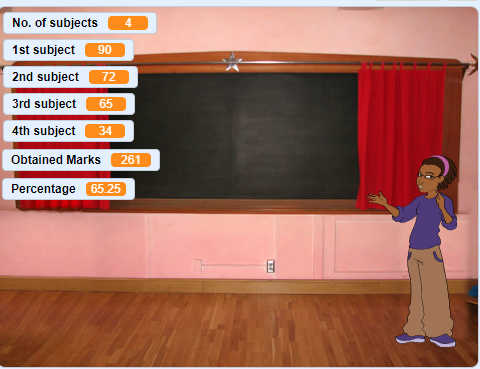 No. of subjects 4
1st subject 90
2nd subject 72
3rd subject 65
4th subject 34
Obtained Marks 261
Percentage 65.25